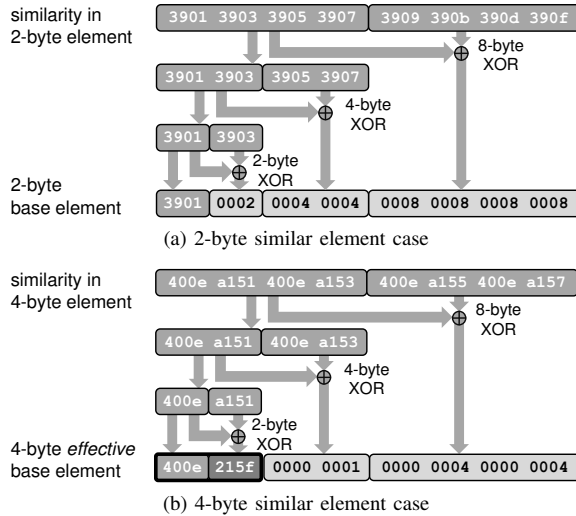 similarity in
2-byte element
3901 3903 3905 3907
3909 390b 390d 390f
8-byte
XOR
3901 3903
3905 3907
4-byte
XOR
3901
3903
2-byte
XOR
2-byte
base element
3901
0002
0004 0004
0008 0008 0008 0008
(a) 2-byte similar element case
similarity in
4-byte element
400e a151 400e a153
400e a155 400e a157
8-byte
XOR
400e a151
400e a153
4-byte
XOR
400e
a151
2-byte
XOR
4-byte effective
base element
400e
215f
0000 0001
0000 0004 0000 0004
(b) 4-byte similar element case